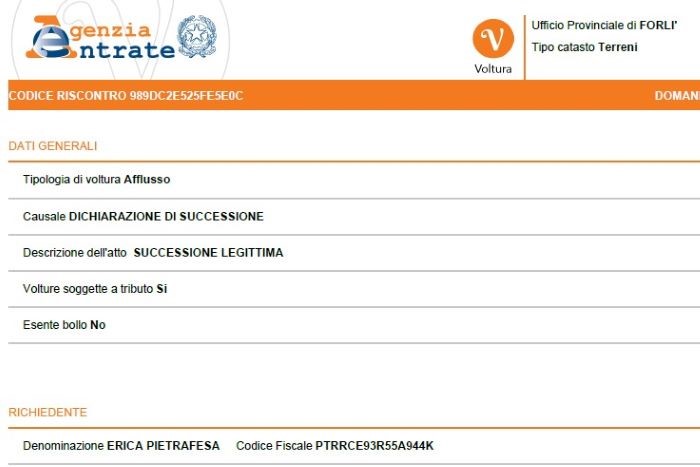 Agenzia
Entrate
Voltura
Ufficio Provinciale di FORLI'
Tipo catasto Terreni
CODICE RISCONTRO 989DC2E525FE5E0C DOMAN
DATI GENERALI
Tipologia di voltura Afflusso
Causale DICHIARAZIONE DI SUCCESSIONE
Descrizione dell'atto SUCCESSIONE LEGITTIMA
Volture soggette a tributo Si
Esente bollo No
RICHIEDENTE
Denominazione ERICA PIETRAFESA Codice Fiscale PTRRCE93R55A944K